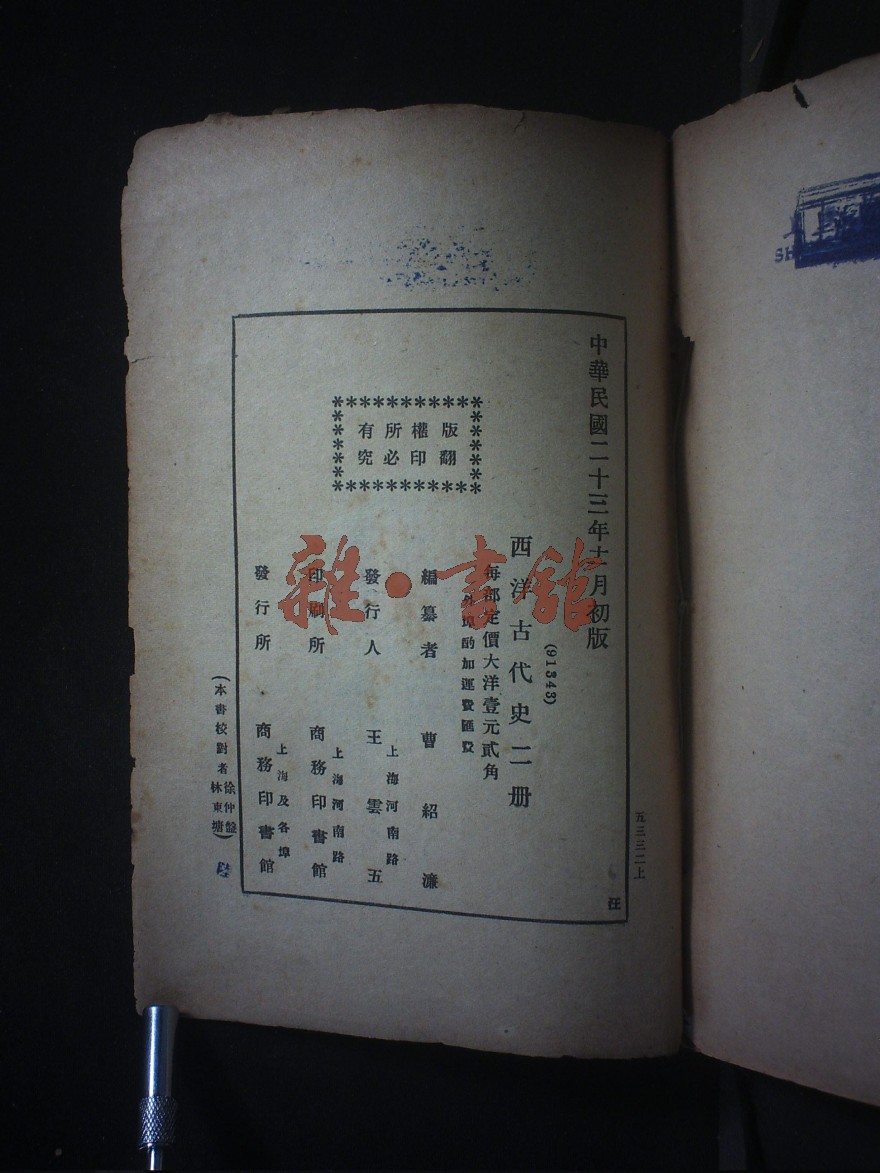 中華民國二十三年十一月初版
五三三二上
汪
(91343)
西洋古代史二册
每部定價大洋壹元貳角
外埠酌加運費匯費
版權所有
翻印必究
編纂者 曹紹濂
發行人 王雲五
上海河南路
印刷所 商務印書館
上海河南路
發行所 商務印書館
上海及各埠
(本書校對者徐仲盤林東塘)
雜·書館
SH